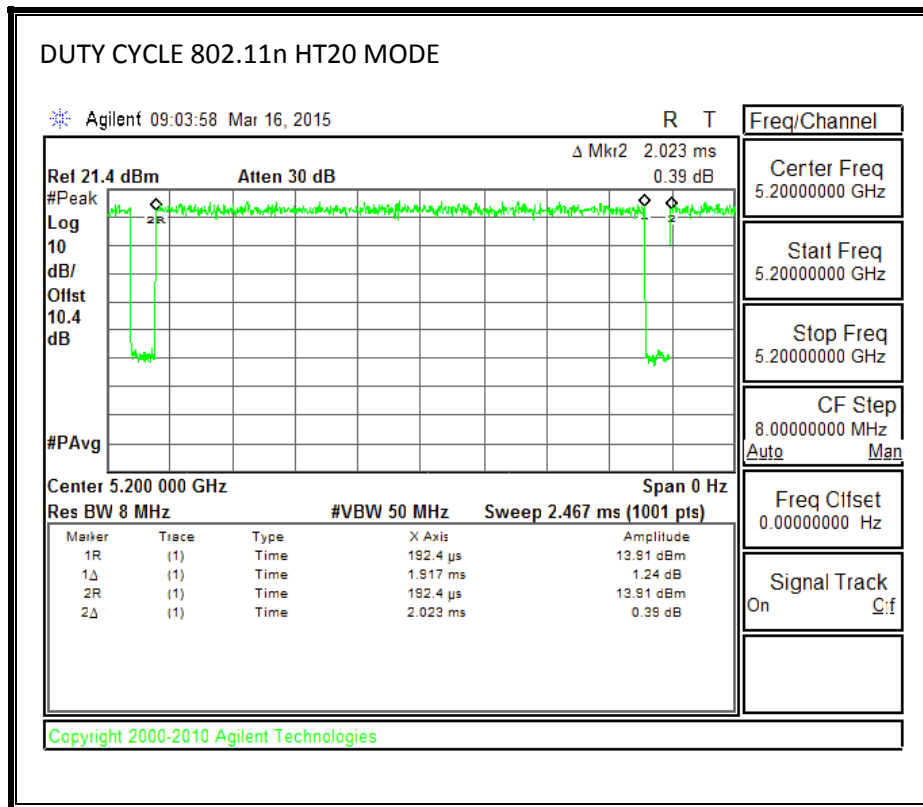 DUTY CYCLE 802.11n HT20 MODE
Agilent 09:03:58 Mar 16, 2015 R T
Freq/Channel
Δ Mkr2 2.023 ms
Ref 21.4 dBm Atten 30 dB 0.39 dB
#Peak
Log
10
dB/
Offst
10.4
dB
#PAvg
2R
1
2
Center 5.200 000 GHz Span 0 Hz
Res BW 8 MHz #VBW 50 MHz Sweep 2.467 ms (1001 pts)
Marker Trace Type X Axis Amplitude
1R (1) Time 192.4 µs 13.91 dBm
1Δ (1) Time 1.917 ms 1.24 dB
2R (1) Time 192.4 µs 13.91 dBm
2Δ (1) Time 2.023 ms 0.39 dB
Center Freq
5.20000000 GHz
Start Freq
5.20000000 GHz
Stop Freq
5.20000000 GHz
CF Step
8.00000000 MHz
Auto Man
Freq Offset
0.00000000 Hz
Signal Track
On Off
Copyright 2000-2010 Agilent Technologies